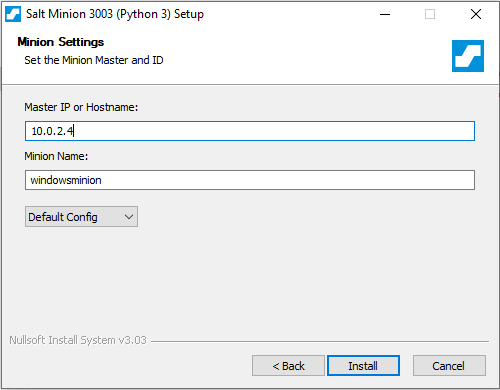 Salt Minion 3003 (Python 3) Setup
Minion Settings
Set the Minion Master and ID
Master IP or Hostname:
10.0.2.4
Minion Name:
windowsminion
Default Config
Nullsoft Install System v3.03
< Back
Install
Cancel